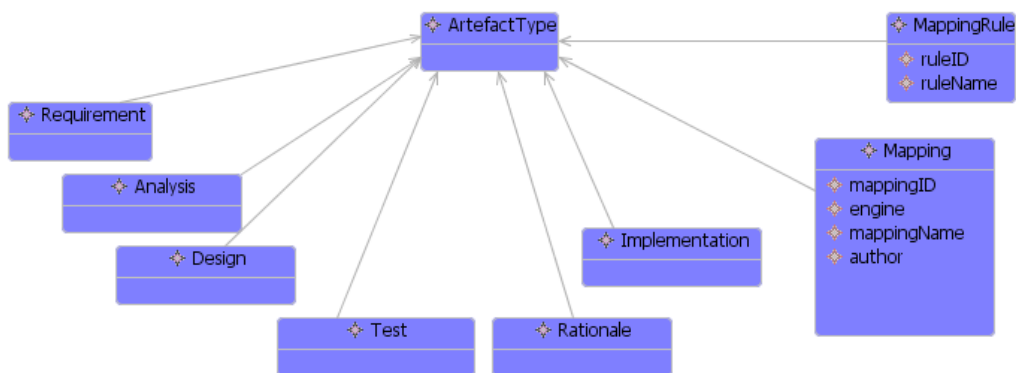 ArtefactType
MappingRule
ruleID
ruleName
Requirement
Mapping
mappingID
engine
mappingName
author
Analysis
Implementation
Design
Test
Rationale